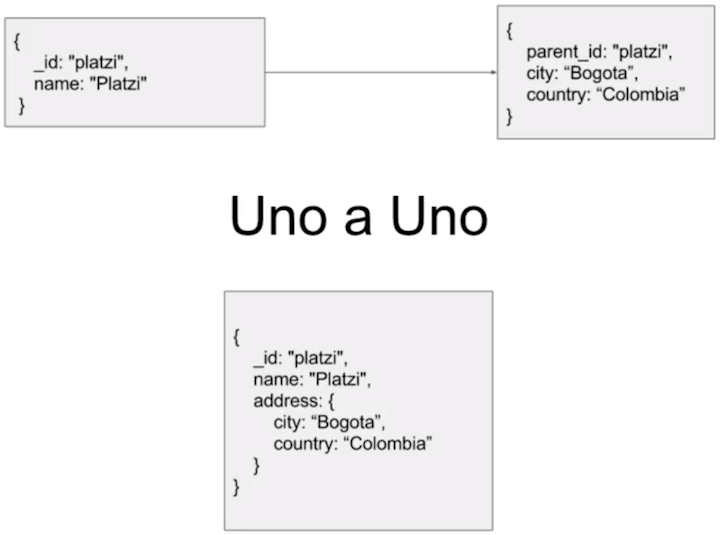 {
_id: "platzi",
name: "Platzi"
}
{
parent_id: "platzi",
city: “Bogota”,
country: “Colombia”
}
Uno a Uno
{
_id: "platzi",
name: "Platzi",
address: {
city: “Bogota”,
country: “Colombia”
}
}